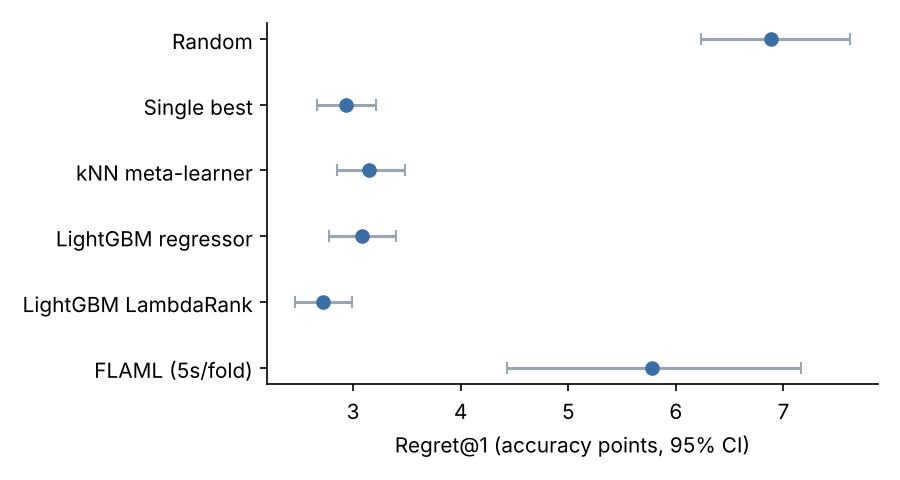 Random
Single best
kNN meta-learner
LightGBM regressor
LightGBM LambdaRank
FLAML (5s/fold)
3 4 5 6 7
Regret@1 (accuracy points, 95% CI)